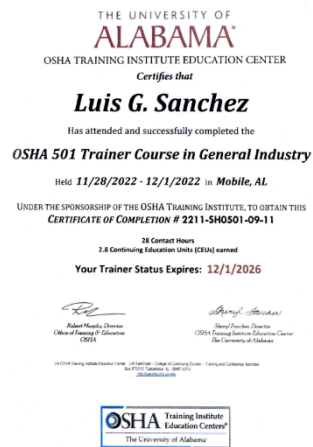 THE UNIVERSITY OF
ALABAMA
OSHA TRAINING INSTITUTE EDUCATION CENTER
Certifies that
Luis G. Sanchez
Has attended and successfully completed the
OSHA 501 Trainer Course in General Industry
Held 11/28/2022 - 12/1/2022 in Mobile, AL
UNDER THE SPONSORSHIP OF THE OSHA TRAINING INSTITUTE, TO OBTAIN THIS
CERTIFICATE OF COMPLETION # 2211-SH0501-09-11
28 Contact Hours
2.8 Continuing Education Units (CEUs) earned
Your Trainer Status Expires: 12/1/2026
Robert Murphy, Director
Office of Training & Education
OSHA
Sheryl Director
OSHA Training Institute Education Center
The University of Alabama
OSHA Training Institute
Education Centers
The University of Alabama